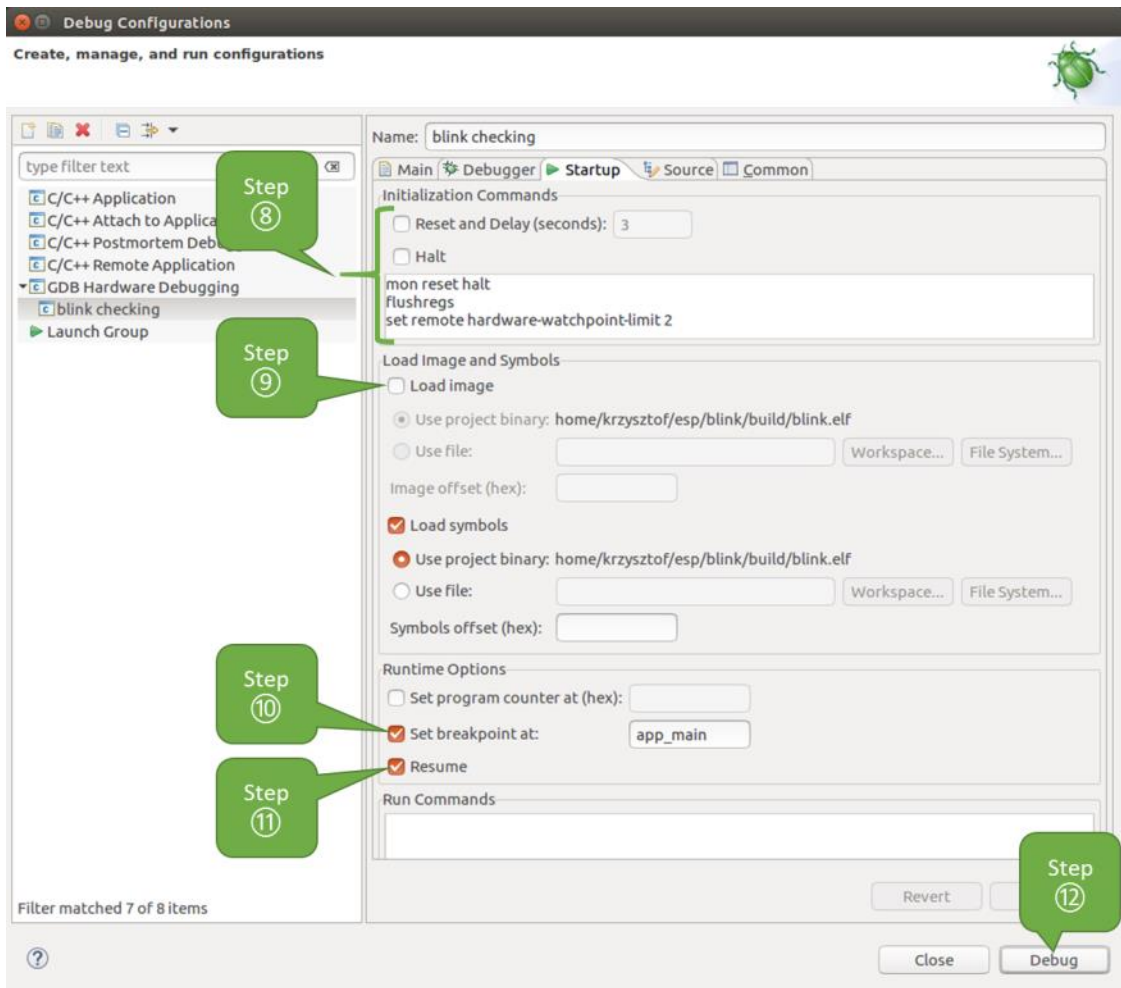 Debug Configurations
Create, manage, and run configurations
type filter text
C/C++ Application
C/C++ Attach to Applica
C/C++ Postmortem Debu
C/C++ Remote Application
GDB Hardware Debugging
blink checking
Launch Group
Filter matched 7 of 8 items
Step
⑧
Step
⑨
Step
⑩
Step
⑪
Name: blink checking
Main Debugger Startup Source Common
Initialization Commands
Reset and Delay (seconds): 3
Halt
mon reset halt
flushregs
set remote hardware-watchpoint-limit 2
Load Image and Symbols
Load image
Use project binary: home/krzysztof/esp/blink/build/blink.elf
Use file: Workspace... File System...
Image offset (hex):
Load symbols
Use project binary: home/krzysztof/esp/blink/build/blink.elf
Use file: Workspace... File System...
Symbols offset (hex):
Runtime Options
Set program counter at (hex):
Set breakpoint at: app_main
Resume
Run Commands
Revert
Step
⑫
Close Debug